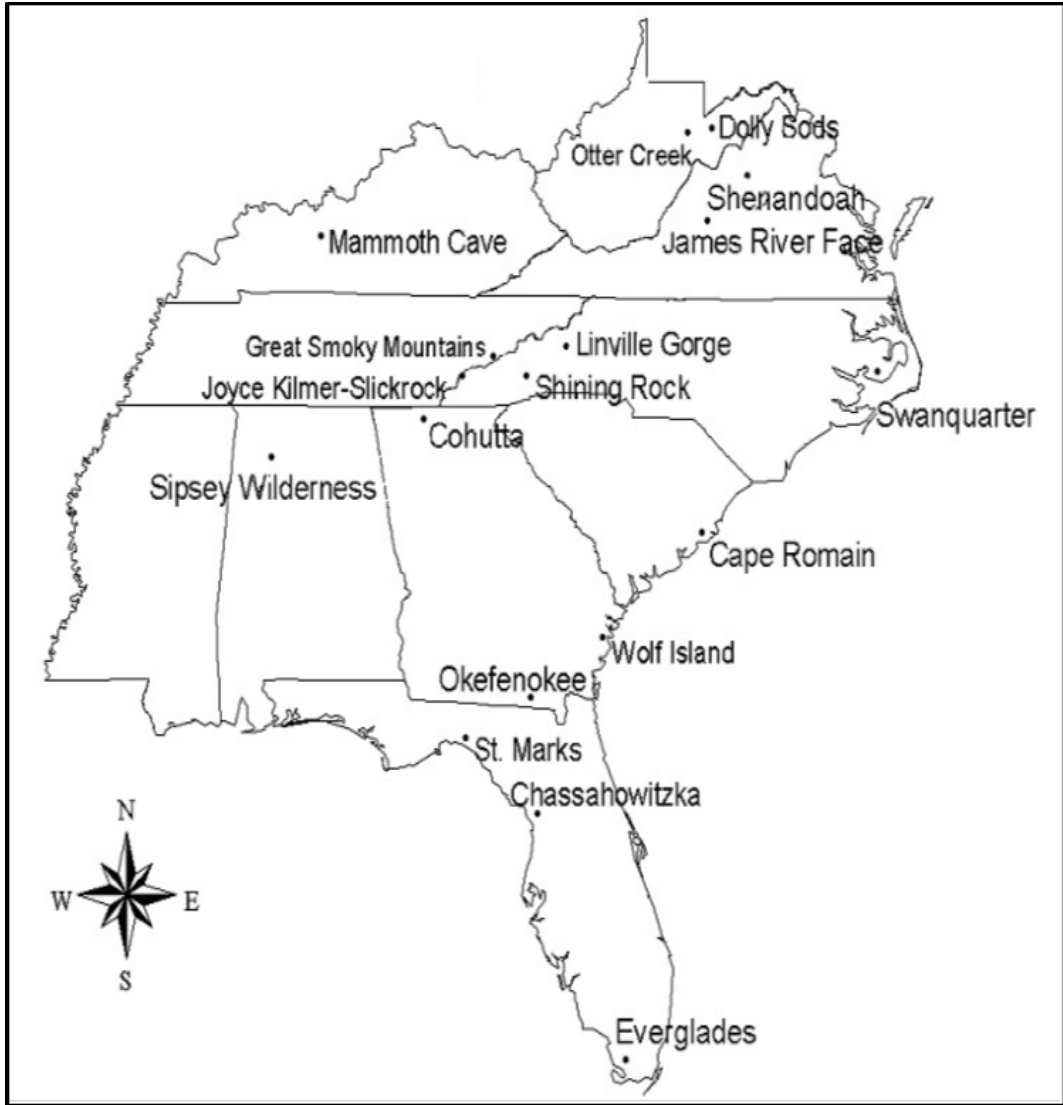 Dolly Sods
Otter Creek
Shenandoah
James River Face
Mammoth Cave
Great Smoky Mountains
Linville Gorge
Joyce Kilmer-Slickrock
Shining Rock
Swanquarter
Cohutta
Sipsey Wilderness
Cape Romain
Wolf Island
Okefenokee
St. Marks
Chassahowitzka
N
W
E
S
Everglades